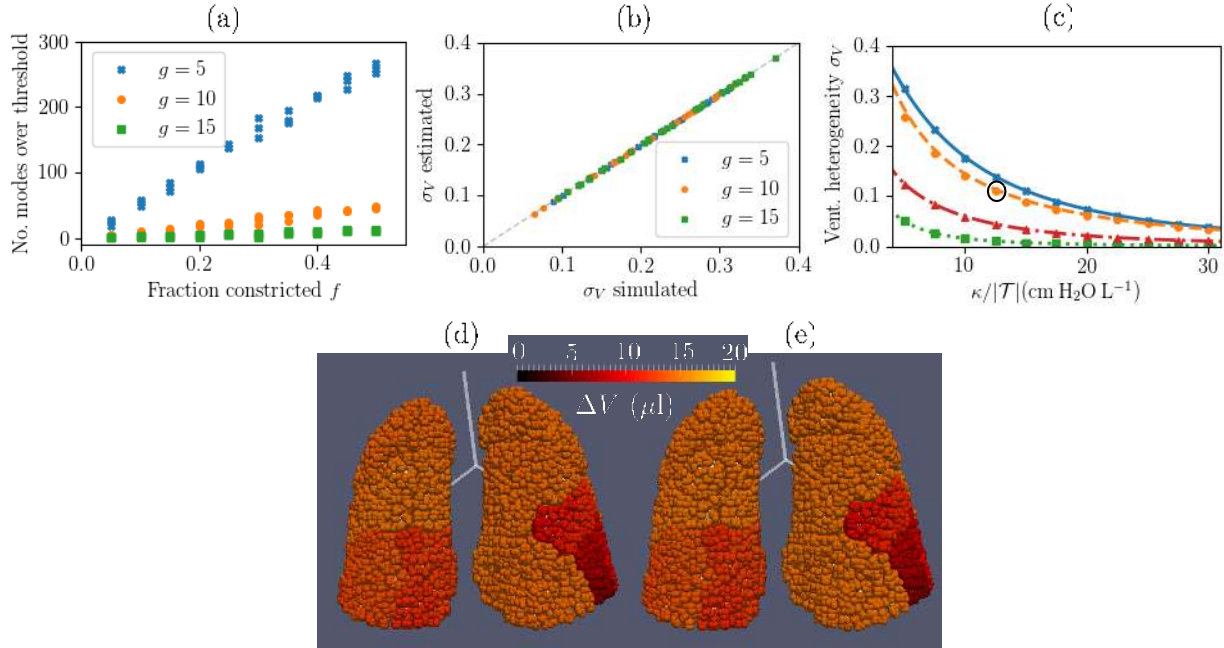 (a)
(b)
(c)
No. modes over threshold
300
200
100
0
g = 5
g = 10
g = 15
0.0
0.2
0.4
Fraction constricted f
σV estimated
0.4
0.3
0.2
0.1
0.0
g = 5
g = 10
g = 15
0.0
0.1
0.2
0.3
0.4
σV simulated
Vent. heterogeneity σV
0.4
0.3
0.2
0.1
0.0
10
20
30
κ/|𝒯|(cm H₂O L⁻¹)
(d)
(e)
0
5
10
15
20
ΔV (μl)